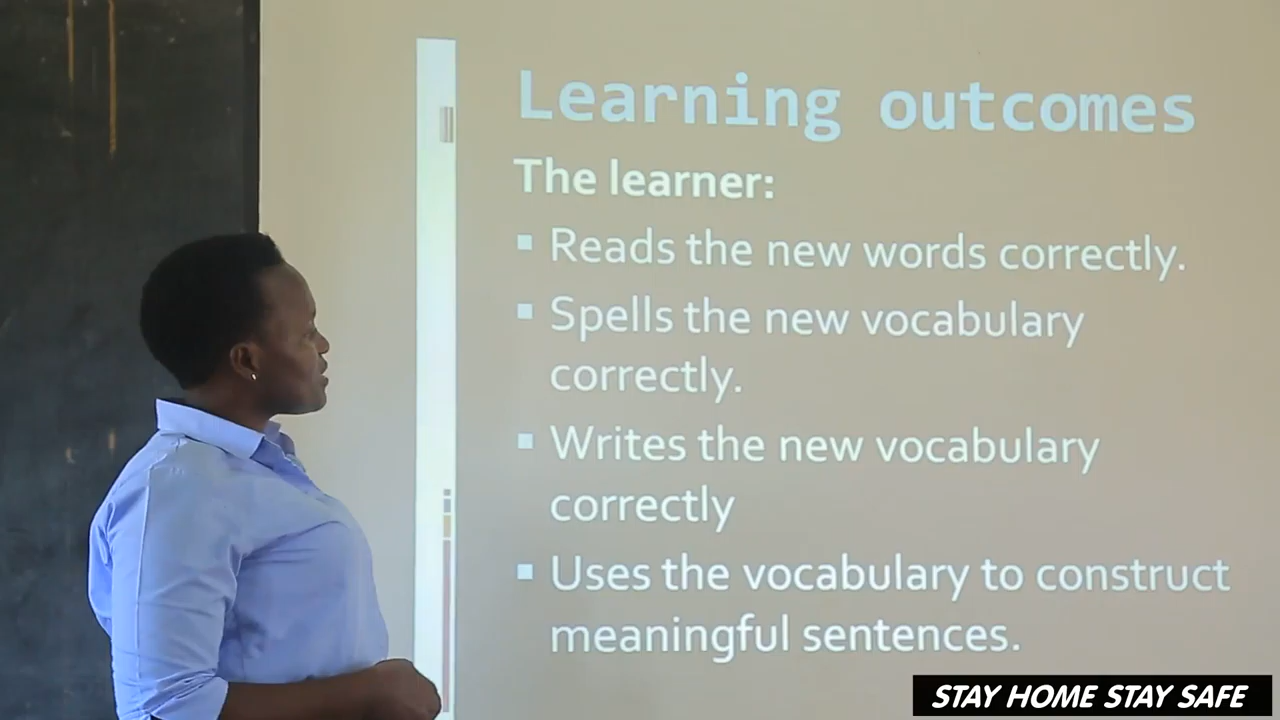 Learning outcomes
The learner:
▪ Reads the new words correctly.
▪ Spells the new vocabulary
correctly.
▪ Writes the new vocabulary
correctly
▪ Uses the vocabulary to construct
meaningful sentences.
STAY HOME STAY SAFE